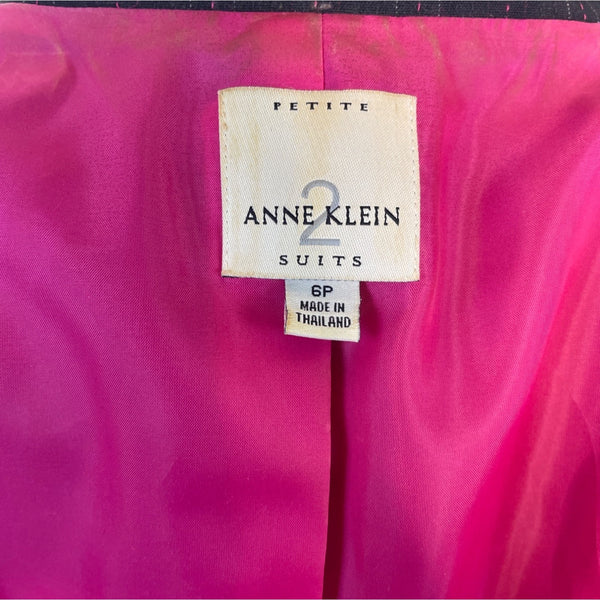 PETITE
2
ANNE KLEIN
SUITS
6P
MADE IN
THAILAND